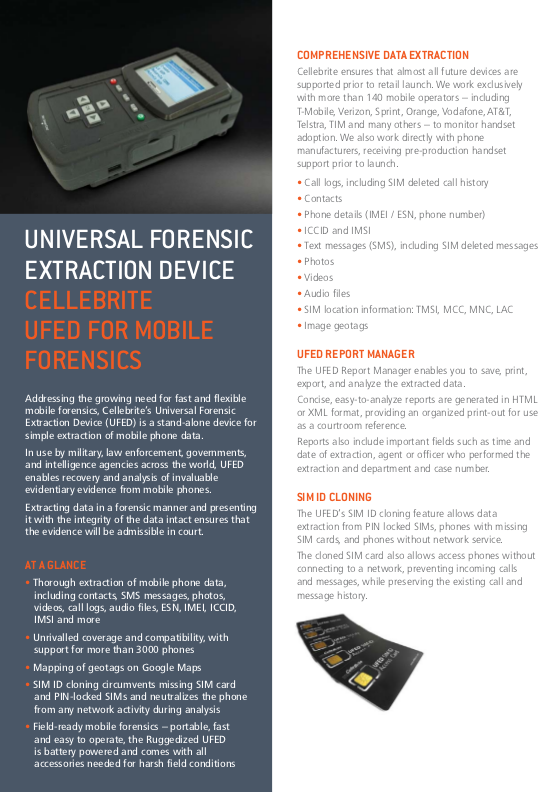 UNIVERSAL FORENSIC
EXTRACTION DEVICE
CELLEBRITE
UFED FOR MOBILE
FORENSICS
Addressing the growing need for fast and flexible
mobile forensics, Cellebrite's Universal Forensic
Extraction Device (UFED) is a stand-alone device for
simple extraction of mobile phone data.
In use by military, law enforcement, governments,
and intelligence agencies across the world, UFED
enables recovery and analysis of invaluable
evidentiary evidence from mobile phones.
Extracting data in a forensic manner and presenting
it with the integrity of the data intact ensures that
the evidence will be admissible in court.
AT A GLANCE
• Thorough extraction of mobile phone data,
including contacts, SMS messages, photos,
videos, call logs, audio files, ESN, IMEI, ICCID,
IMSI and more
• Unrivalled coverage and compatibility, with
support for more than 3000 phones
• Mapping of geotags on Google Maps
• SIM ID cloning circumvents missing SIM card
and PIN-locked SIMs and neutralizes the phone
from any network activity during analysis
• Field-ready mobile forensics – portable, fast
and easy to operate, the Ruggedized UFED
is battery powered and comes with all
accessories needed for harsh field conditions
COMPREHENSIVE DATA EXTRACTION
Cellebrite ensures that almost all future devices are
supported prior to retail launch. We work exclusively
with more than 140 mobile operators – including
T-Mobile, Verizon, Sprint, Orange, Vodafone, AT&T,
Telstra, TIM and many others – to monitor handset
adoption. We also work directly with phone
manufacturers, receiving pre-production handset
support prior to launch.
• Call logs, including SIM deleted call history
• Contacts
• Phone details (IMEI / ESN, phone number)
• ICCID and IMSI
• Text messages (SMS), including SIM deleted messages
• Photos
• Videos
• Audio files
• SIM location information: TMSI, MCC, MNC, LAC
• Image geotags
UFED REPORT MANAGER
The UFED Report Manager enables you to save, print,
export, and analyze the extracted data.
Concise, easy-to-analyze reports are generated in HTML
or XML format, providing an organized print-out for use
as a courtroom reference.
Reports also include important fields such as time and
date of extraction, agent or officer who performed the
extraction and department and case number.
SIM ID CLONING
The UFED's SIM ID cloning feature allows data
extraction from PIN locked SIMs, phones with missing
SIM cards, and phones without network service.
The cloned SIM card also allows access phones without
connecting to a network, preventing incoming calls
and messages, while preserving the existing call and
message history.